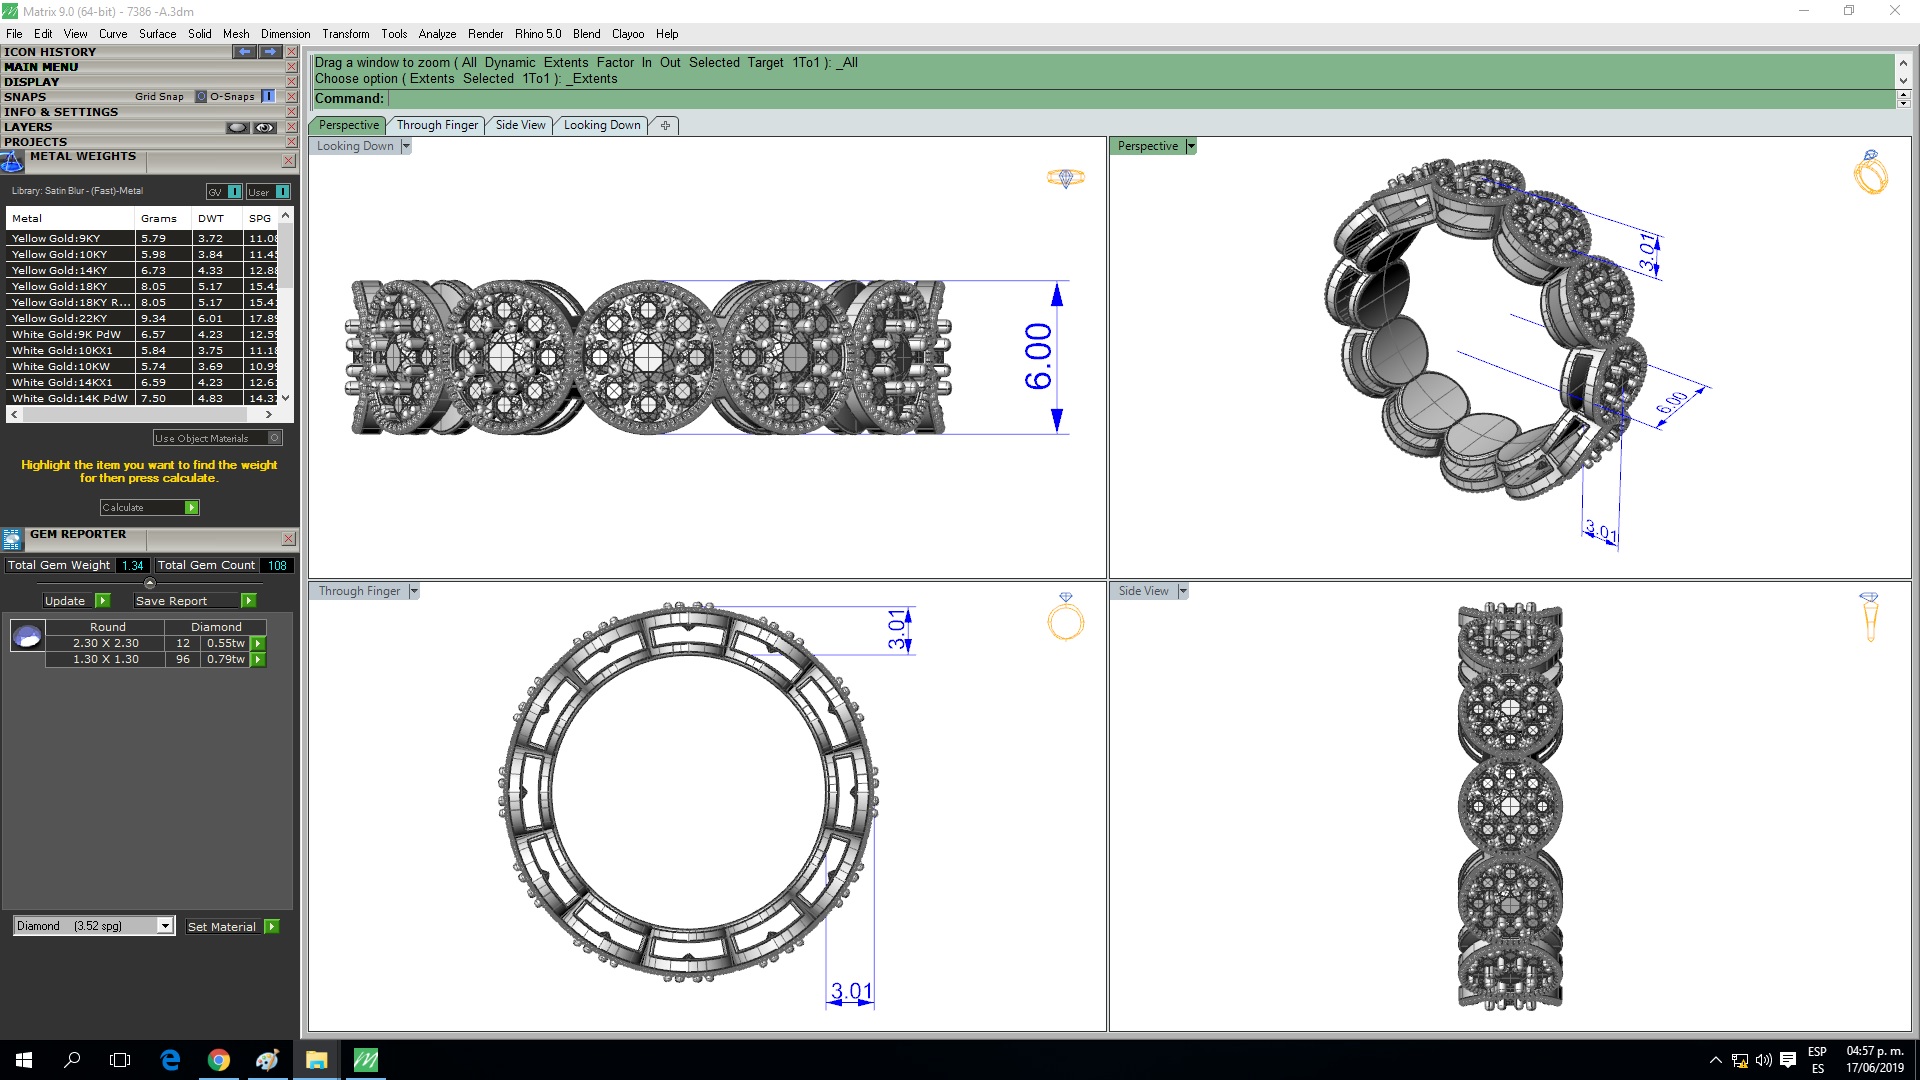 Matrix 9.0 (64-bit) - 7386 -A.3dm
File Edit View Curve Surface Solid Mesh Dimension Transform Tools Analyze Render Rhino 5.0 Blend Clayoo Help
ICON HISTORY
MAIN MENU
DISPLAY
SNAPS Grid Snap O-Snaps
INFO & SETTINGS
LAYERS
PROJECTS
METAL WEIGHTS
Library: Satin Blur - (Fast)-Metal GV User
Metal Grams DWT SPG
Yellow Gold:9KY 5.79 3.72 11.08
Yellow Gold:10KY 5.98 3.84 11.45
Yellow Gold:14KY 6.73 4.33 12.88
Yellow Gold:18KY 8.05 5.17 15.41
Yellow Gold:18KY R... 8.05 5.17 15.41
Yellow Gold:22KY 9.34 6.01 17.89
White Gold:9K PdW 6.57 4.23 12.59
White Gold:10KX1 5.84 3.75 11.18
White Gold:10KW 5.74 3.69 10.99
White Gold:14KX1 6.59 4.23 12.61
White Gold:14K PdW 7.50 4.83 14.37
Use Object Materials
Highlight the item you want to find the weight
for then press calculate.
Calculate
GEM REPORTER
Total Gem Weight 1.34 Total Gem Count 108
Update Save Report
Round Diamond
2.30 X 2.30 12 0.55tw
1.30 X 1.30 96 0.79tw
Diamond (3.52 spg) Set Material
Drag a window to zoom ( All Dynamic Extents Factor In Out Selected Target 1To1 ): _All
Choose option ( Extents Selected 1To1 ): _Extents
Command:
Perspective Through Finger Side View Looking Down
Looking Down
6.00
Perspective
3.01
6.00
3.01
Through Finger
3.01
3.01
Side View
ESP
ES
04:57 p. m.
17/06/2019